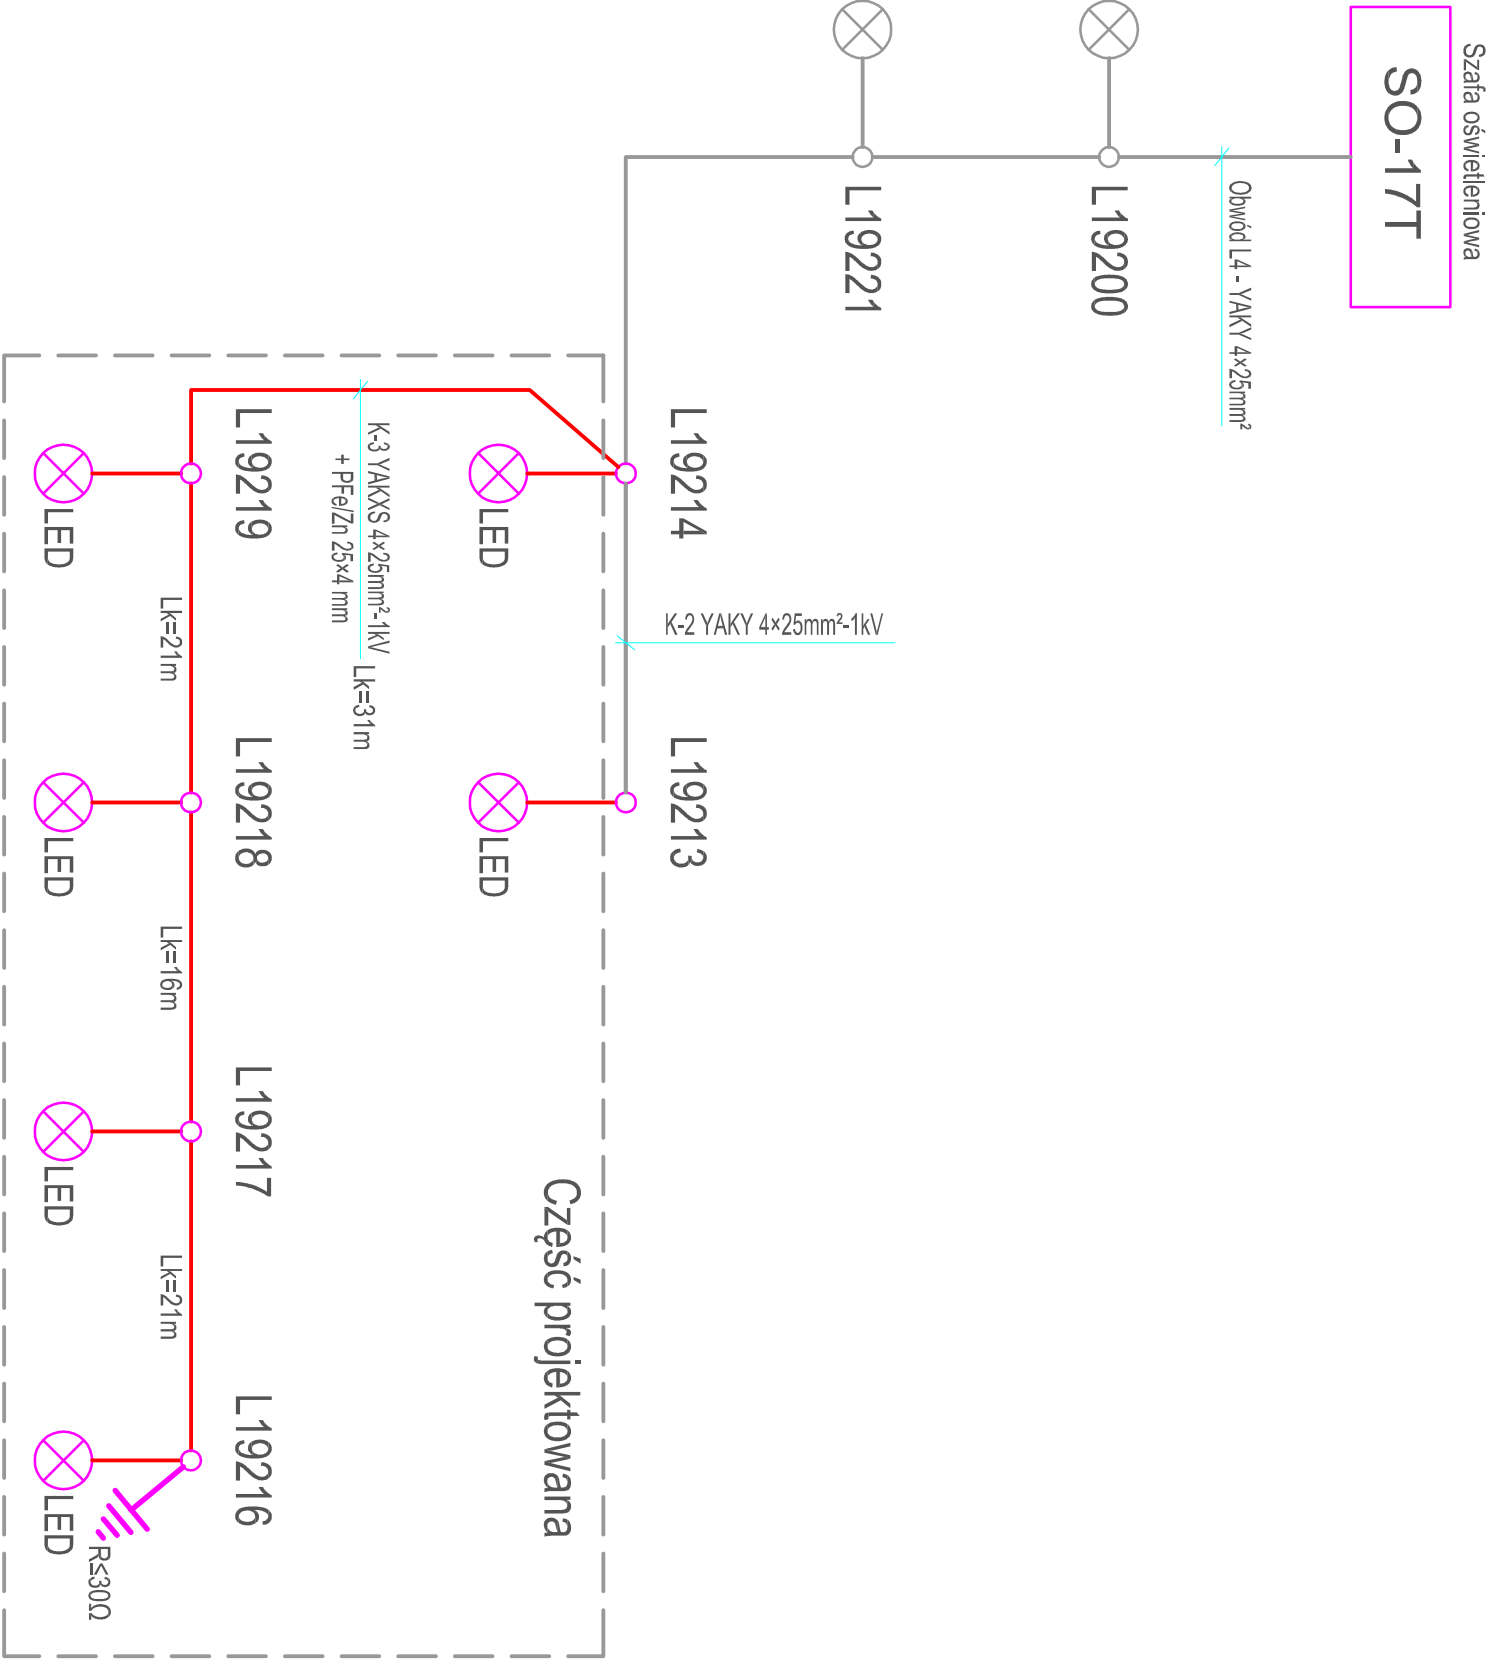 Szafa oświetleniowa
SO-17T
Obwód L4 - YAKY 4×25mm²
L19200
L19221
L19214
K-2 YAKY 4×25mm²-1kV
L19213
Część projektowana
LED
LED
K-3 YAKXS 4×25mm²-1kV
+ PFe/Zn 25×4 mm
Lk=31m
L19219
L19218
L19217
L19216
Lk=21m
Lk=16m
Lk=21m
LED
LED
LED
LED
R≤30Ω